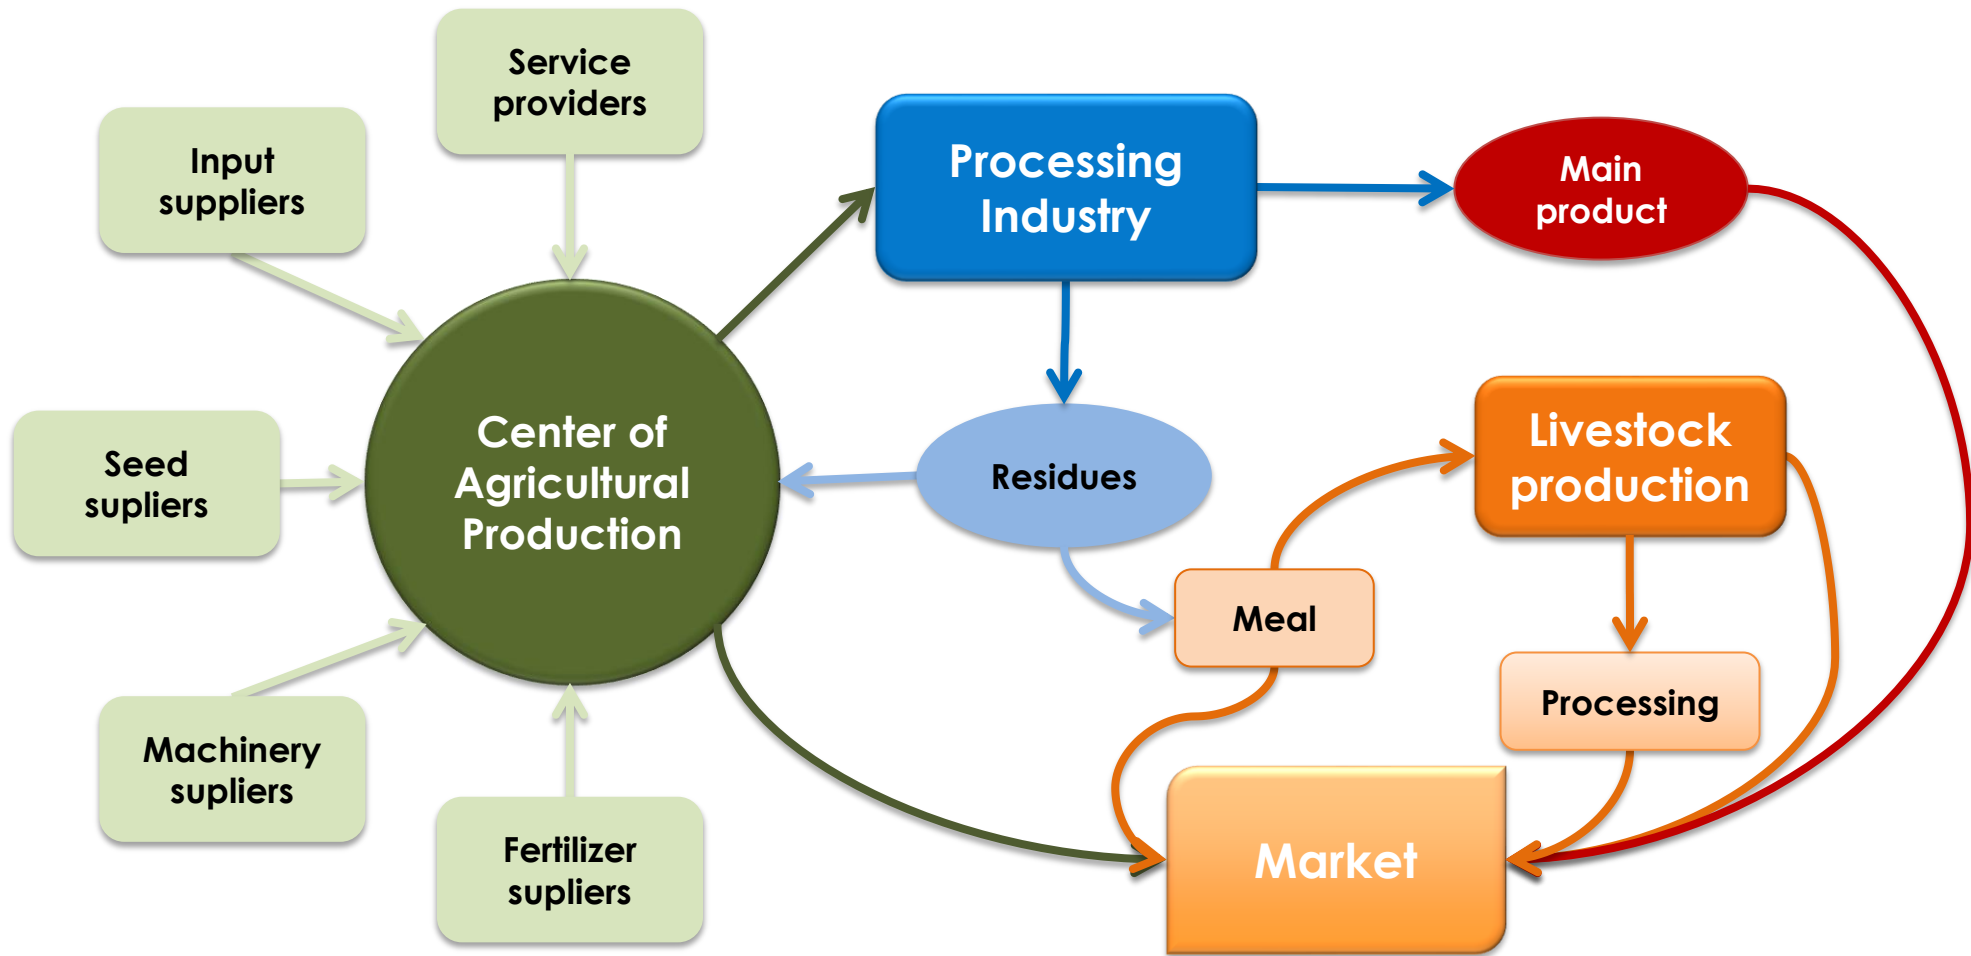 Service
providers
Input
suppliers
Seed
supliers
Machinery
supliers
Fertilizer
supliers
Center of
Agricultural
Production
Processing
Industry
Main
product
Residues
Livestock
production
Meal
Processing
Market